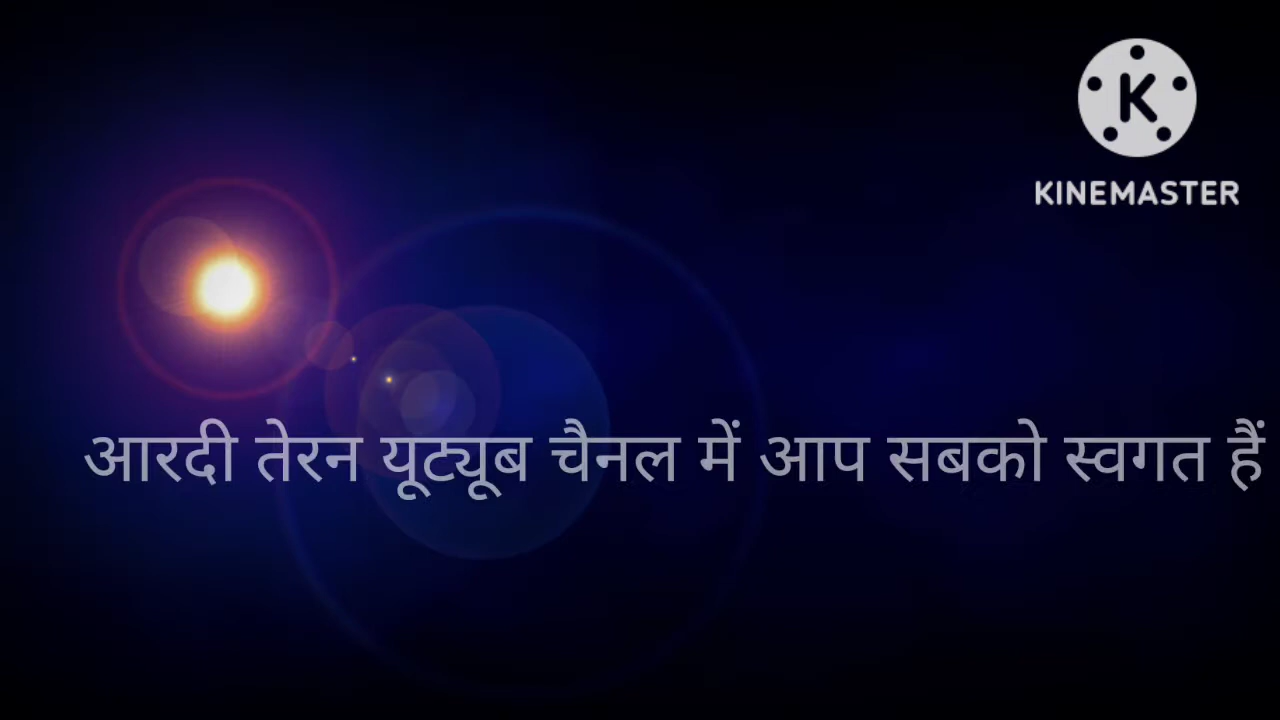 K
KINEMASTER
आरदी तेरन यूट्यूब चैनल में आप सबको स्वगत हैं